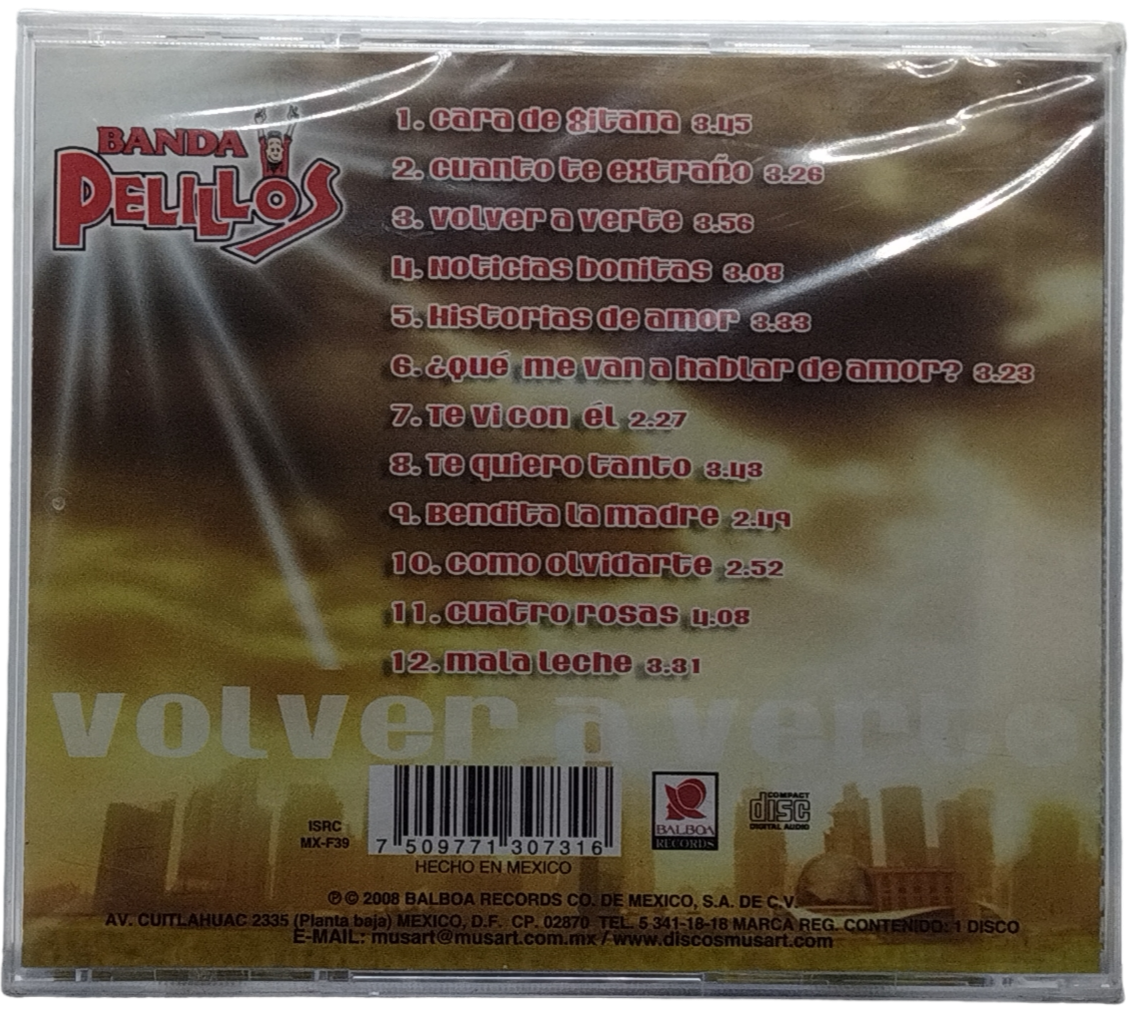 BANDA
PELILLOS
1. cara de gitana 3.45
2. cuanto te extraño 3.26
3. volver a verte 3.56
4. Noticias bonitas 3.08
5. Historias de amor 3.33
6. ¿Qué me van a hablar de amor? 3.23
7. Te vi con él 2.27
8. Te quiero tanto 3.43
9. Bendita la madre 2.49
10. como olvidarte 2.52
11. cuatro rosas 4.08
12. mala leche 3.31
volver a verte
ISRC
MX-F39
7 509771 307316
HECHO EN MEXICO
BALBOA
RECORDS
COMPACT
disc
DIGITAL AUDIO
℗ © 2008 BALBOA RECORDS CO. DE MEXICO, S.A. DE C.V.
AV. CUITLAHUAC 2335 (Planta baja) MEXICO, D.F. CP. 02870 TEL. 5 341-18-18 MARCA REG. CONTENIDO: 1 DISCO
E-MAIL: musart@musart.com.mx / www.discosmusart.com